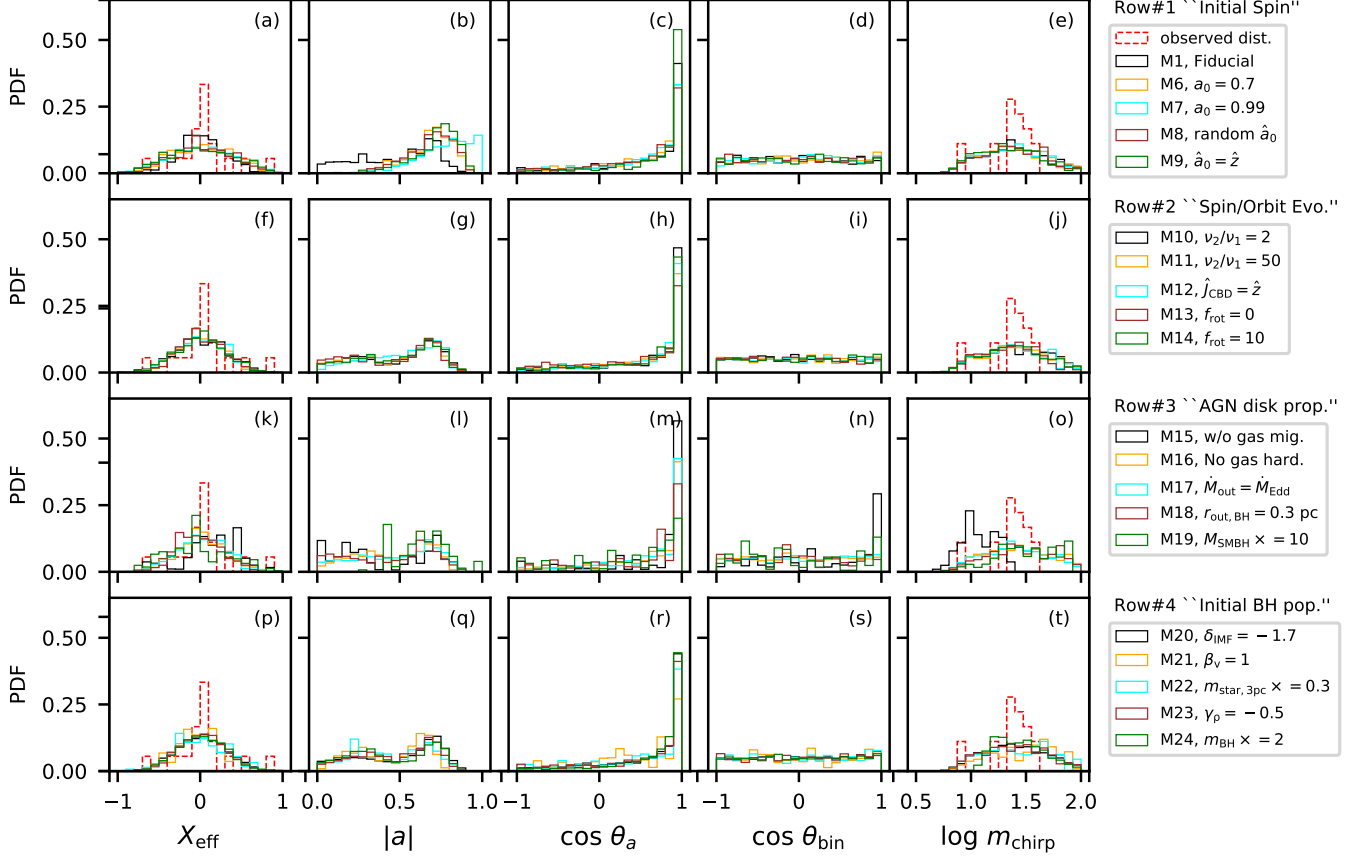 (a)
(b)
(c)
(d)
(e)
PDF
0.50
0.25
0.00
Row#1 ``Initial Spin''
observed dist.
M1, Fiducial
M6, a₀ = 0.7
M7, a₀ = 0.99
M8, random â₀
M9, â₀ = ẑ
(f)
(g)
(h)
(i)
(j)
PDF
0.50
0.25
0.00
Row#2 ``Spin/Orbit Evo.''
M10, ν₂/ν₁ = 2
M11, ν₂/ν₁ = 50
M12, Ĵ_CBD = ẑ
M13, f_rot = 0
M14, f_rot = 10
(k)
(l)
(m)
(n)
(o)
PDF
0.50
0.25
0.00
Row#3 ``AGN disk prop.''
M15, w/o gas mig.
M16, No gas hard.
M17, Ṁ_out = Ṁ_Edd
M18, r_out, BH = 0.3 pc
M19, M_SMBH × = 10
(p)
(q)
(r)
(s)
(t)
PDF
0.50
0.25
0.00
Row#4 ``Initial BH pop.''
M20, δ_IMF = −1.7
M21, β_v = 1
M22, m_star, 3pc × = 0.3
M23, γ_ρ = −0.5
M24, m_BH × = 2
−1 0 1
0.0 0.5 1.0
−1 0 1
−1 0 1
0.5 1.0 1.5 2.0
X_eff
|a|
cos θ_a
cos θ_bin
log m_chirp